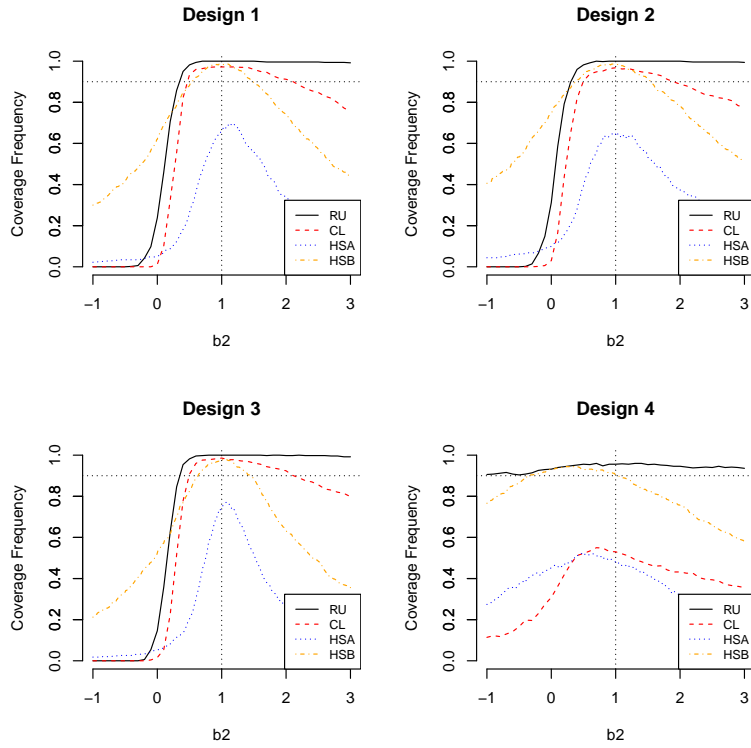 Design 1
Coverage Frequency
1.0
0.8
0.6
0.4
0.2
0.0
RU
CL
HSA
HSB
−1 0 1 2 3
b2
Design 2
Coverage Frequency
1.0
0.8
0.6
0.4
0.2
0.0
RU
CL
HSA
HSB
−1 0 1 2 3
b2
Design 3
Coverage Frequency
1.0
0.8
0.6
0.4
0.2
0.0
RU
CL
HSA
HSB
−1 0 1 2 3
b2
Design 4
Coverage Frequency
1.0
0.8
0.6
0.4
0.2
0.0
RU
CL
HSA
HSB
−1 0 1 2 3
b2